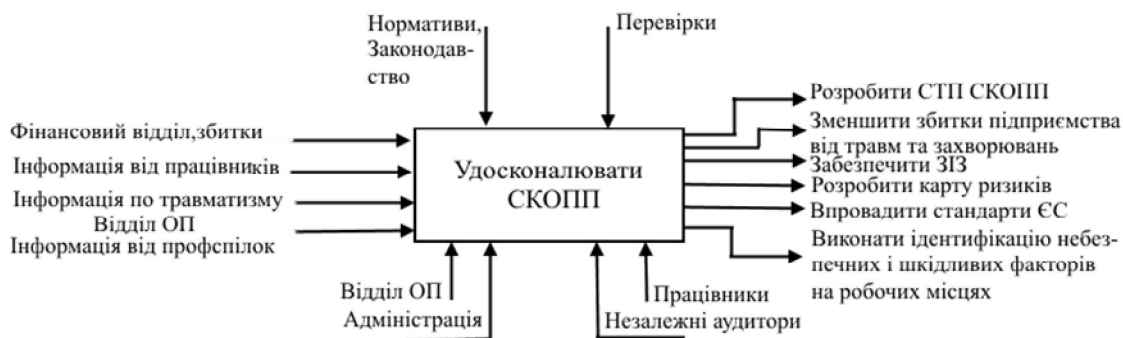 Нормативи,
Законодав-
ство
Перевірки
Фінансовий відділ,збитки
Інформація від працівників
Інформація по травматизму
Відділ ОП
Інформація від профспілок
Удосконалювати
СКОПП
Розробити СТП СКОПП
Зменшити збитки підприємства
від травм та захворювань
Забезпечити ЗІЗ
Розробити карту ризиків
Впровадити стандарти ЄС
Виконати ідентифікацію небез-
печних і шкідливих факторів
на робочих місцях
Відділ ОП
Адміністрація
Працівники
Незалежні аудитори